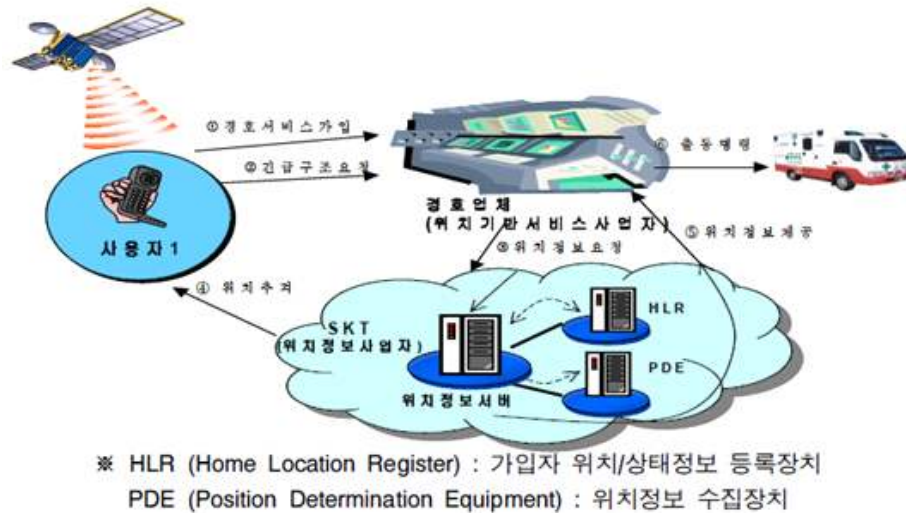 ①경호서비스가입
②긴급구조요청
⑥ 출동명령
경호업체
(위치기반서비스사업자)
⑤위치정보제공
③위치정보요청
사용자1
④ 위치추적
SKT
(위치정보사업자)
HLR
PDE
위치정보서버
※ HLR (Home Location Register) : 가입자 위치/상태정보 등록장치
PDE (Position Determination Equipment) : 위치정보 수집장치